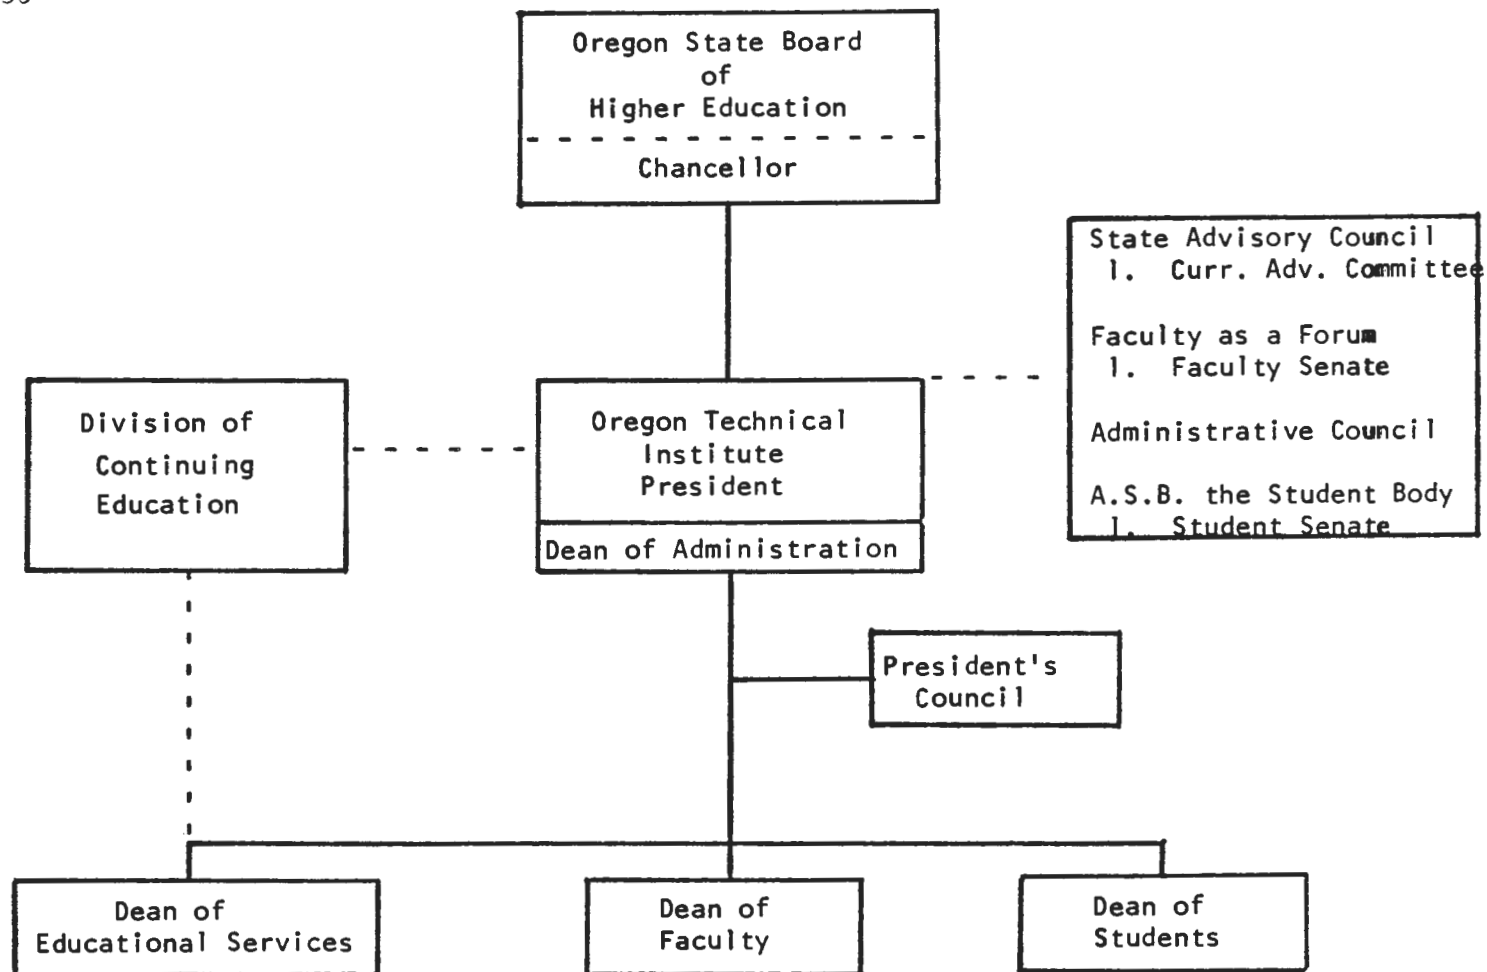 Oregon State Board
of
Higher Education
Chancellor
State Advisory Council
1. Curr. Adv. Committee
Faculty as a Forum
1. Faculty Senate
Administrative Council
A.S.B. the Student Body
1. Student Senate
Division of
Continuing
Education
Oregon Technical
Institute
President
Dean of Administration
President's
Council
Dean of
Educational Services
Dean of
Faculty
Dean of
Students